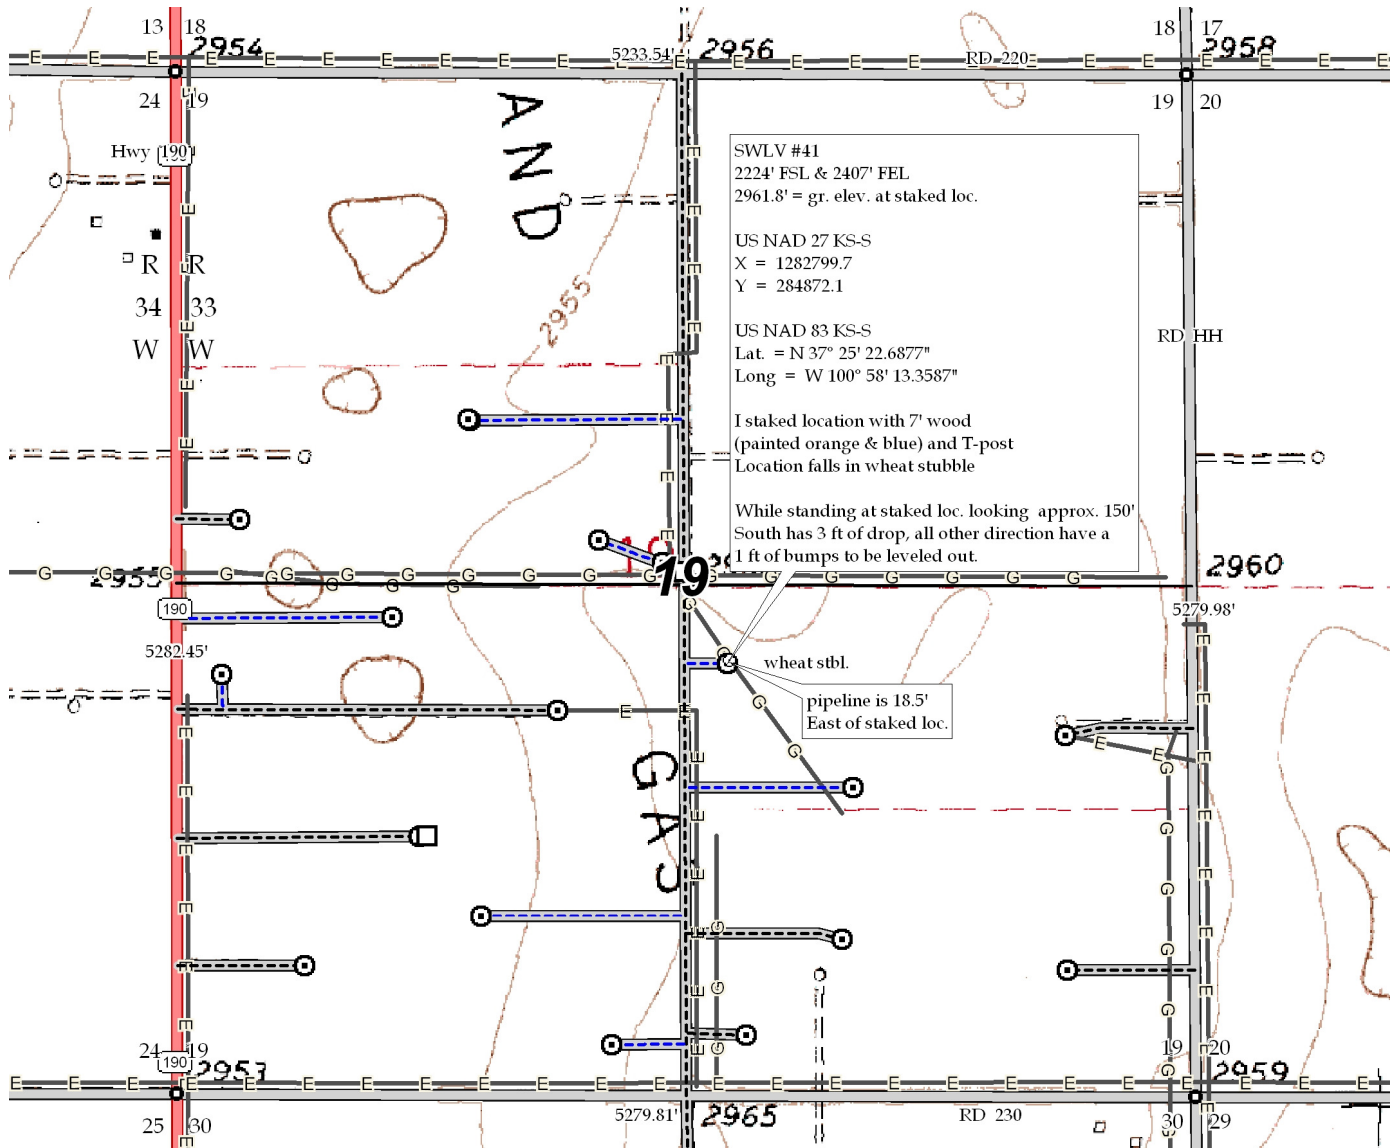 13 18
2954
5233.54'
2956
RD 220
18 17
2958
24 19
19 20
Hwy 190
AND
SWLV #41
2224' FSL & 2407' FEL
2961.8' = gr. elev. at staked loc.
US NAD 27 KS-S
X = 1282799.7
Y = 284872.1
US NAD 83 KS-S
Lat. = N 37° 25' 22.6877"
Long = W 100° 58' 13.3587"
I staked location with 7' wood
(painted orange & blue) and T-post
Location falls in wheat stubble
While standing at staked loc. looking approx. 150'
South has 3 ft of drop, all other direction have a
1 ft of bumps to be leveled out.
R R
34 33
W W
2955
RD HH
19
2955
2960
190
5279.98'
5282.45'
wheat stbl.
pipeline is 18.5'
East of staked loc.
GAS
24 19
190
2953
19 20
2959
5279.81'
2965
RD 230
25 30
30 29